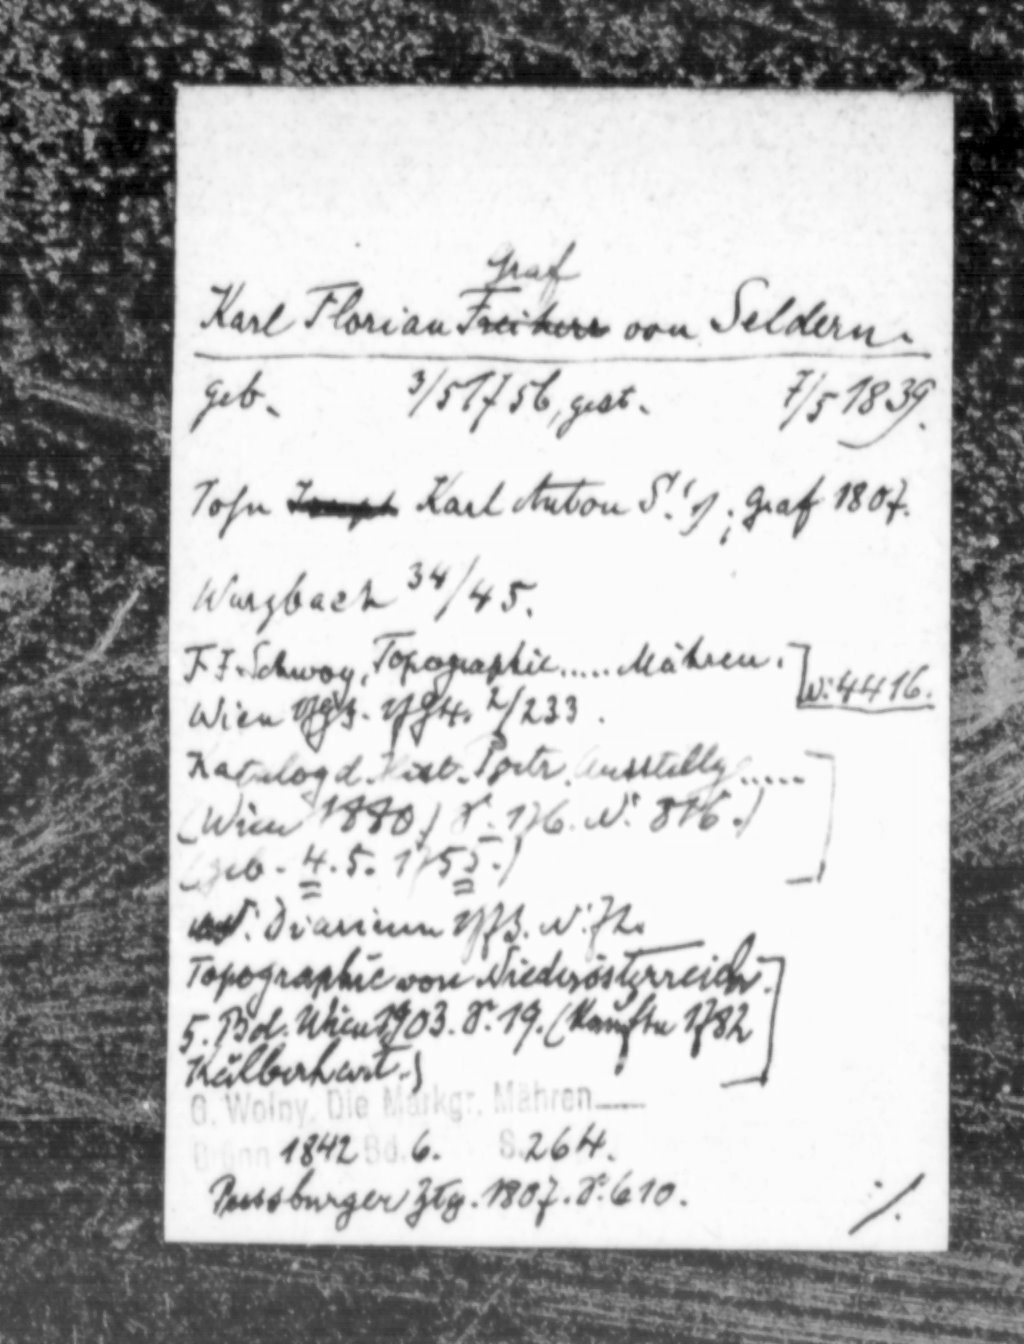 Graf
Karl Florian Freiherr von Seldern.
geb. 3/5 1756, gest. 7/5 1839.
Sohn Joseph Karl Anton S.'s; Graf 1807.
Wurzbach 34/45.
F. J. Schwoy, Topographie ..... Mähren.
Wien 1793-1794. 2/233. N: 4416.
Katalog d. Hist. Portr. Ausstellg .....
(Wien 1880) S. 176. N: 816.)
(geb. 4. 5. 1755.)
W. Diarium 1773. N: 72.
Topographie von Niederösterreich.
5. Bd. Wien 1903. S. 19. (Kaufte 1782
Kälberhart.)
G. Wolny, Die Markgr. Mähren
Brünn 1842 Bd. 6. S. 264.
Pressburger Ztg. 1807. S. 610.